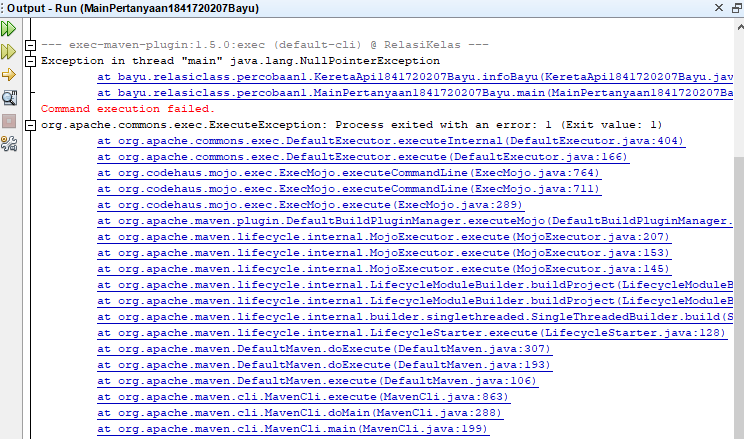 Output - Run (MainPertanyaan1841720207Bayu)
--- exec-maven-plugin:1.5.0:exec (default-cli) @ RelasiKelas ---
Exception in thread "main" java.lang.NullPointerException
at bayu.relasiclass.percobaan1.KeretaApi1841720207Bayu.infoBayu(KeretaApi1841720207Bayu.jav
at bayu.relasiclass.percobaan1.MainPertanyaan1841720207Bayu.main(MainPertanyaan1841720207Ba
Command execution failed.
org.apache.commons.exec.ExecuteException: Process exited with an error: 1 (Exit value: 1)
at org.apache.commons.exec.DefaultExecutor.executeInternal(DefaultExecutor.java:404)
at org.apache.commons.exec.DefaultExecutor.execute(DefaultExecutor.java:166)
at org.codehaus.mojo.exec.ExecMojo.executeCommandLine(ExecMojo.java:764)
at org.codehaus.mojo.exec.ExecMojo.executeCommandLine(ExecMojo.java:711)
at org.codehaus.mojo.exec.ExecMojo.execute(ExecMojo.java:289)
at org.apache.maven.plugin.DefaultBuildPluginManager.executeMojo(DefaultBuildPluginManager.
at org.apache.maven.lifecycle.internal.MojoExecutor.execute(MojoExecutor.java:207)
at org.apache.maven.lifecycle.internal.MojoExecutor.execute(MojoExecutor.java:153)
at org.apache.maven.lifecycle.internal.MojoExecutor.execute(MojoExecutor.java:145)
at org.apache.maven.lifecycle.internal.LifecycleModuleBuilder.buildProject(LifecycleModuleB
at org.apache.maven.lifecycle.internal.LifecycleModuleBuilder.buildProject(LifecycleModuleB
at org.apache.maven.lifecycle.internal.builder.singlethreaded.SingleThreadedBuilder.build(S
at org.apache.maven.lifecycle.internal.LifecycleStarter.execute(LifecycleStarter.java:128)
at org.apache.maven.DefaultMaven.doExecute(DefaultMaven.java:307)
at org.apache.maven.DefaultMaven.doExecute(DefaultMaven.java:193)
at org.apache.maven.DefaultMaven.execute(DefaultMaven.java:106)
at org.apache.maven.cli.MavenCli.execute(MavenCli.java:863)
at org.apache.maven.cli.MavenCli.doMain(MavenCli.java:288)
at org.apache.maven.cli.MavenCli.main(MavenCli.java:199)